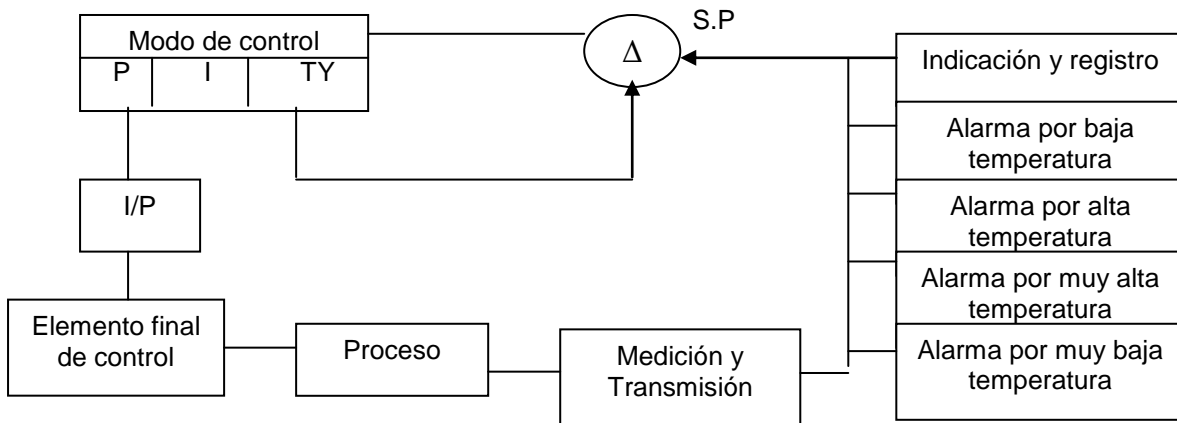 S.P
Modo de control
P I TY
Δ
Indicación y registro
Alarma por baja
temperatura
I/P
Alarma por alta
temperatura
Alarma por muy alta
temperatura
Elemento final
de control
Proceso
Medición y
Transmisión
Alarma por muy baja
temperatura